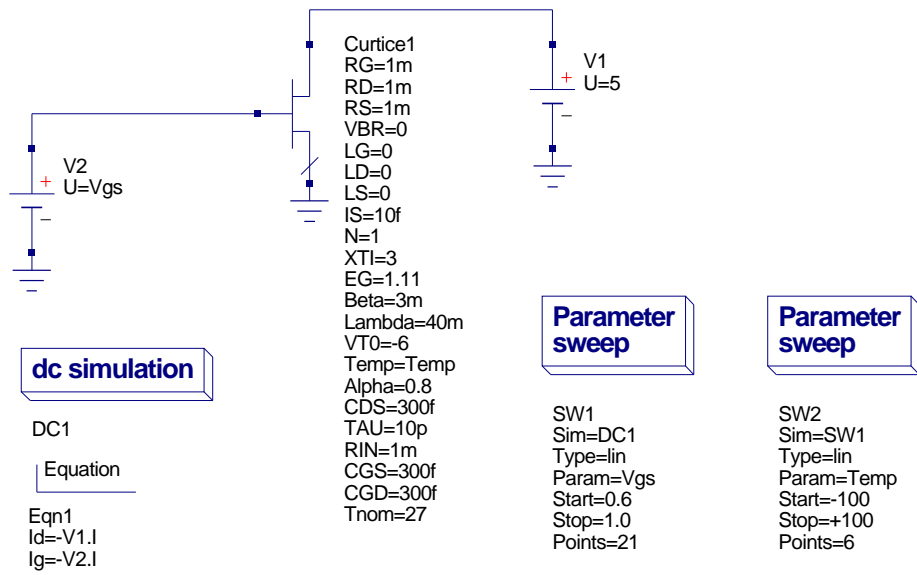 Curtice1
RG=1m
RD=1m
RS=1m
VBR=0
LG=0
LD=0
LS=0
IS=10f
N=1
XTI=3
EG=1.11
Beta=3m
Lambda=40m
VT0=-6
Temp=Temp
Alpha=0.8
CDS=300f
TAU=10p
RIN=1m
CGS=300f
CGD=300f
Tnom=27
V1
U=5
+
−
V2
U=Vgs
+
−
dc simulation
DC1
Equation
Eqn1
Id=-V1.I
Ig=-V2.I
Parameter
sweep
SW1
Sim=DC1
Type=lin
Param=Vgs
Start=0.6
Stop=1.0
Points=21
Parameter
sweep
SW2
Sim=SW1
Type=lin
Param=Temp
Start=-100
Stop=+100
Points=6